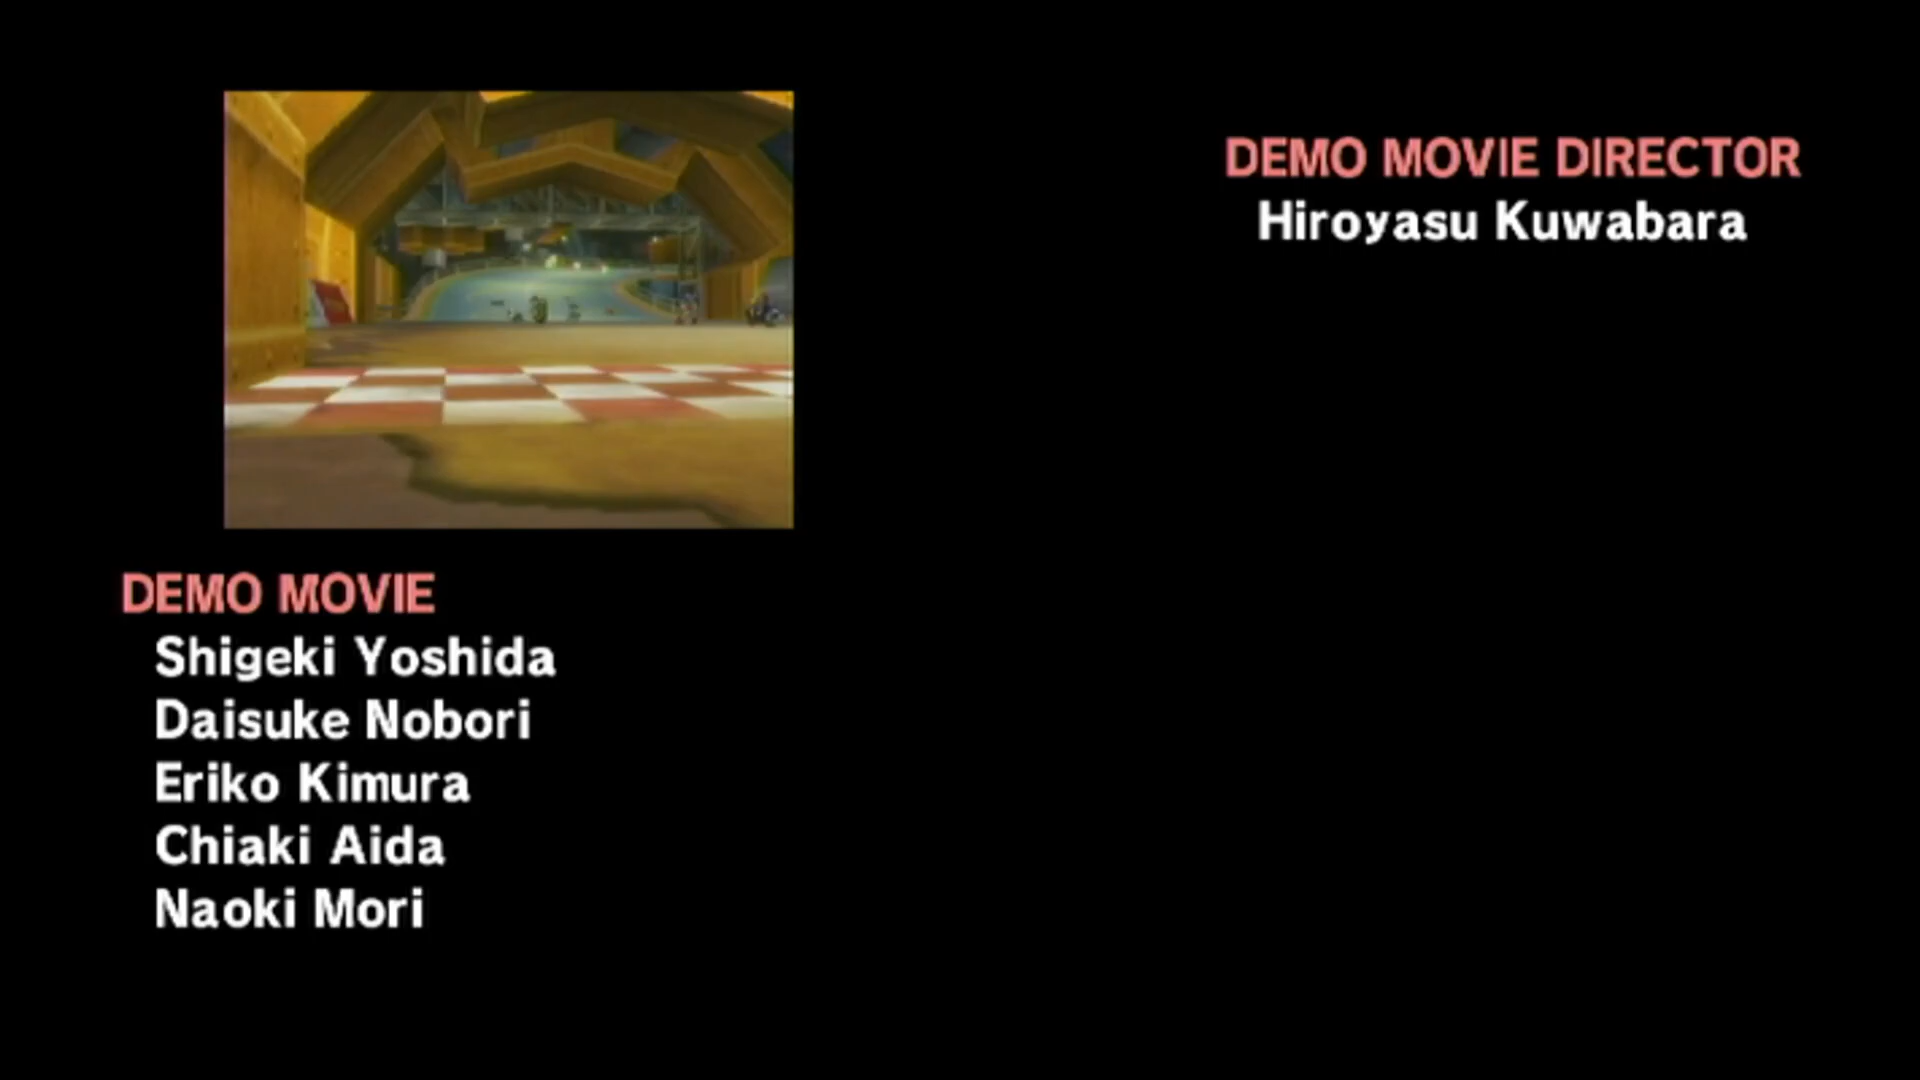 DEMO MOVIE DIRECTOR
Hiroyasu Kuwabara
DEMO MOVIE
Shigeki Yoshida
Daisuke Nobori
Eriko Kimura
Chiaki Aida
Naoki Mori